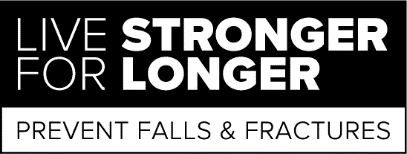 LIVE STRONGER
FOR LONGER
PREVENT FALLS & FRACTURES